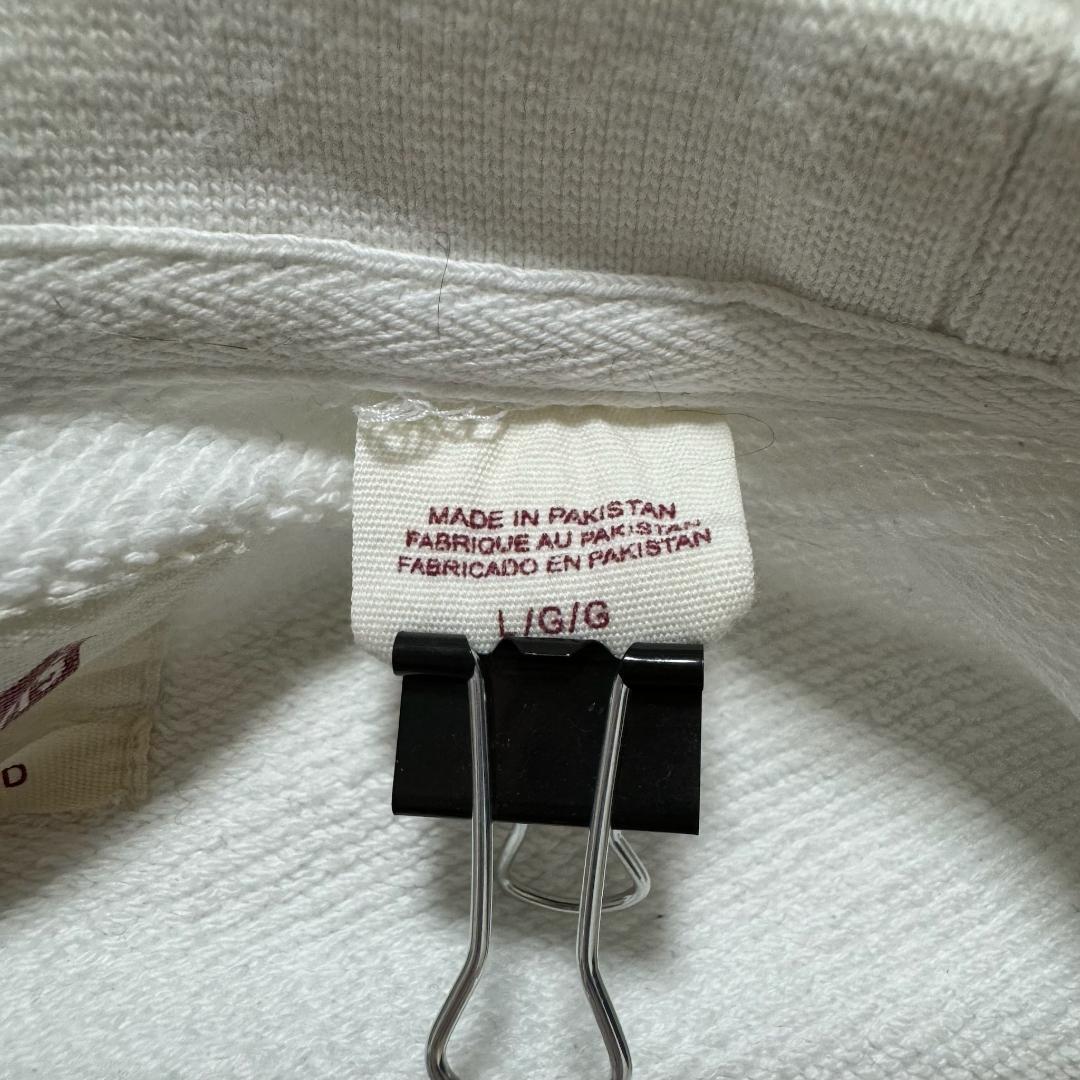 MADE IN PAKISTAN
FABRIQUE AU PAKISTAN
FABRICADO EN PAKISTAN
L/G/G
D